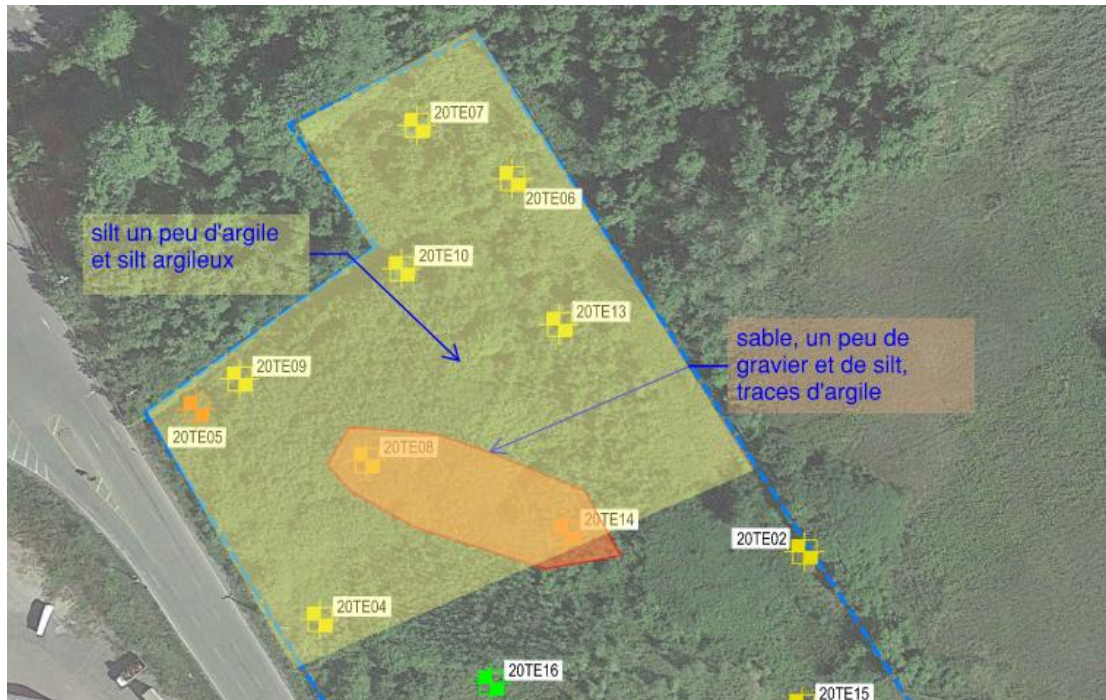 20TE07
20TE06
silt un peu d'argile
et silt argileux
20TE10
20TE13
sable, un peu de
gravier et de silt,
traces d'argile
20TE09
20TE05
20TE08
20TE14
20TE02
20TE04
20TE16
20TE15